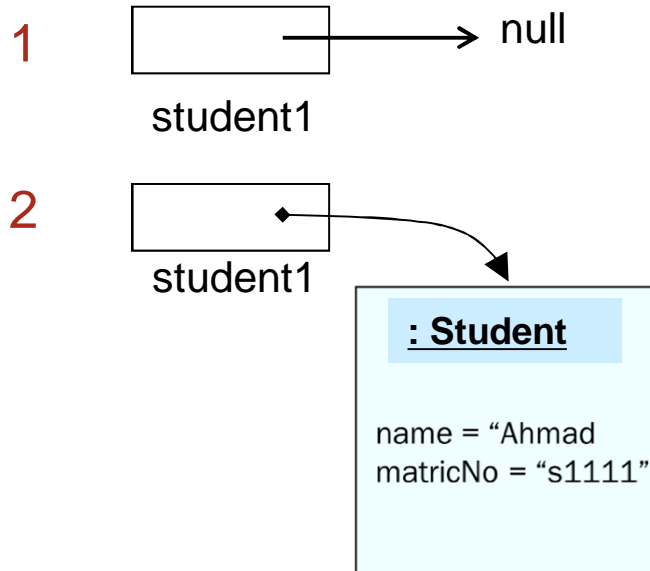 1
null
student1
2
student1
: Student
name = “Ahmad
matricNo = “s1111”